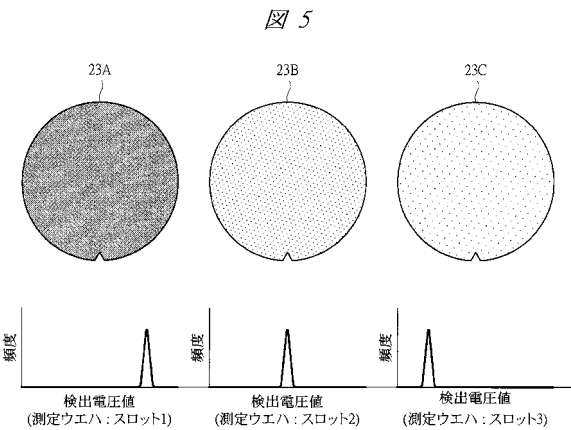 図 5
23A 23B 23C
頻度 頻度 頻度
検出電圧値 検出電圧値 検出電圧値
(測定ウエハ : スロット1) (測定ウエハ : スロット2) (測定ウエハ : スロット3)